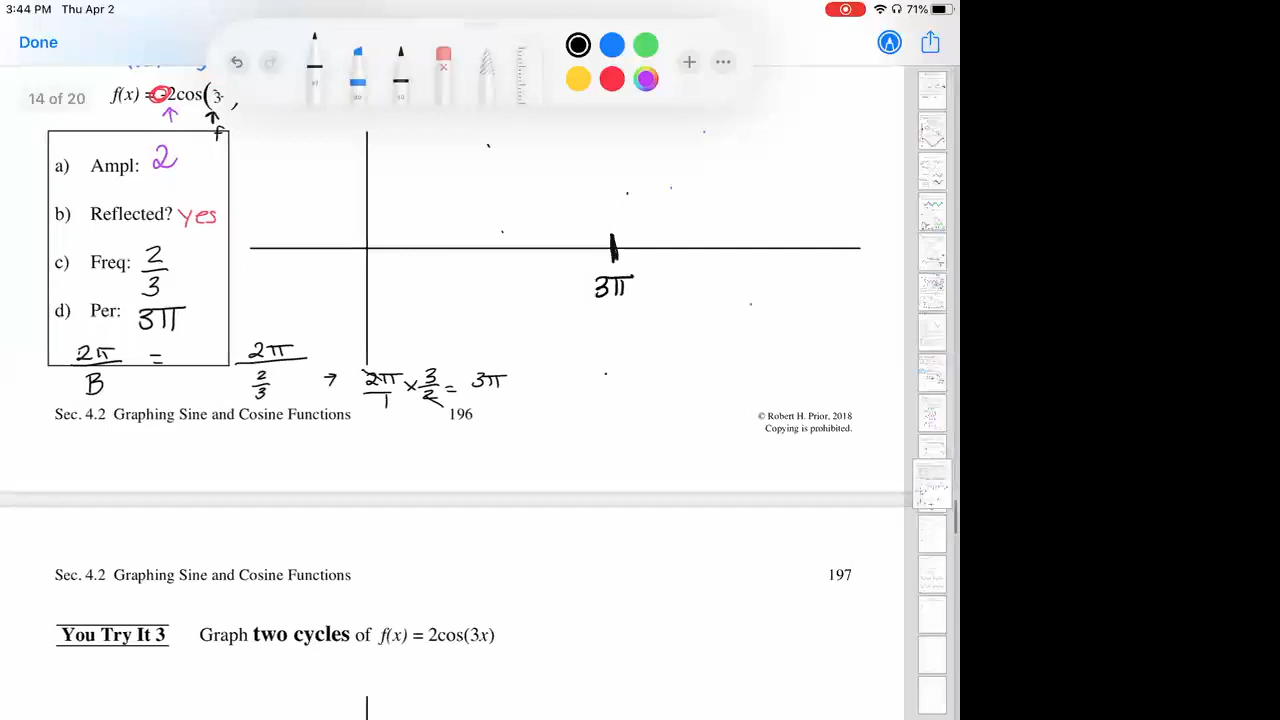 3:44 PM Thu Apr 2
71%
Done
14 of 20
f(x) = -2cos(3
a) Ampl: 2
b) Reflected? yes
c) Freq: 2/3
d) Per: 3π
3π
2π/B = 2π/(2/3) → 2π/1 × 3/2 = 3π
Sec. 4.2 Graphing Sine and Cosine Functions 196
© Robert H. Prior, 2018
Copying is prohibited.
Sec. 4.2 Graphing Sine and Cosine Functions 197
You Try It 3 Graph two cycles of f(x) = 2cos(3x)